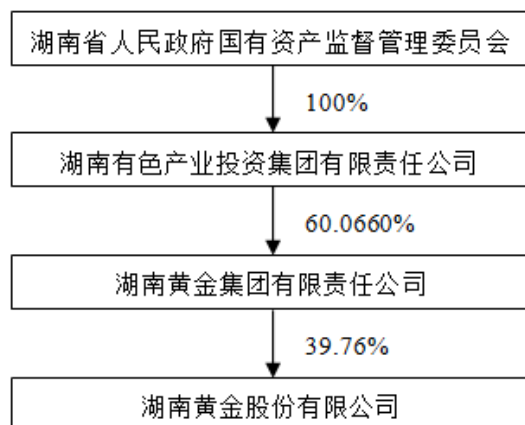 湖南省人民政府国有资产监督管理委员会
100%
湖南有色产业投资集团有限责任公司
60.0660%
湖南黄金集团有限责任公司
39.76%
湖南黄金股份有限公司